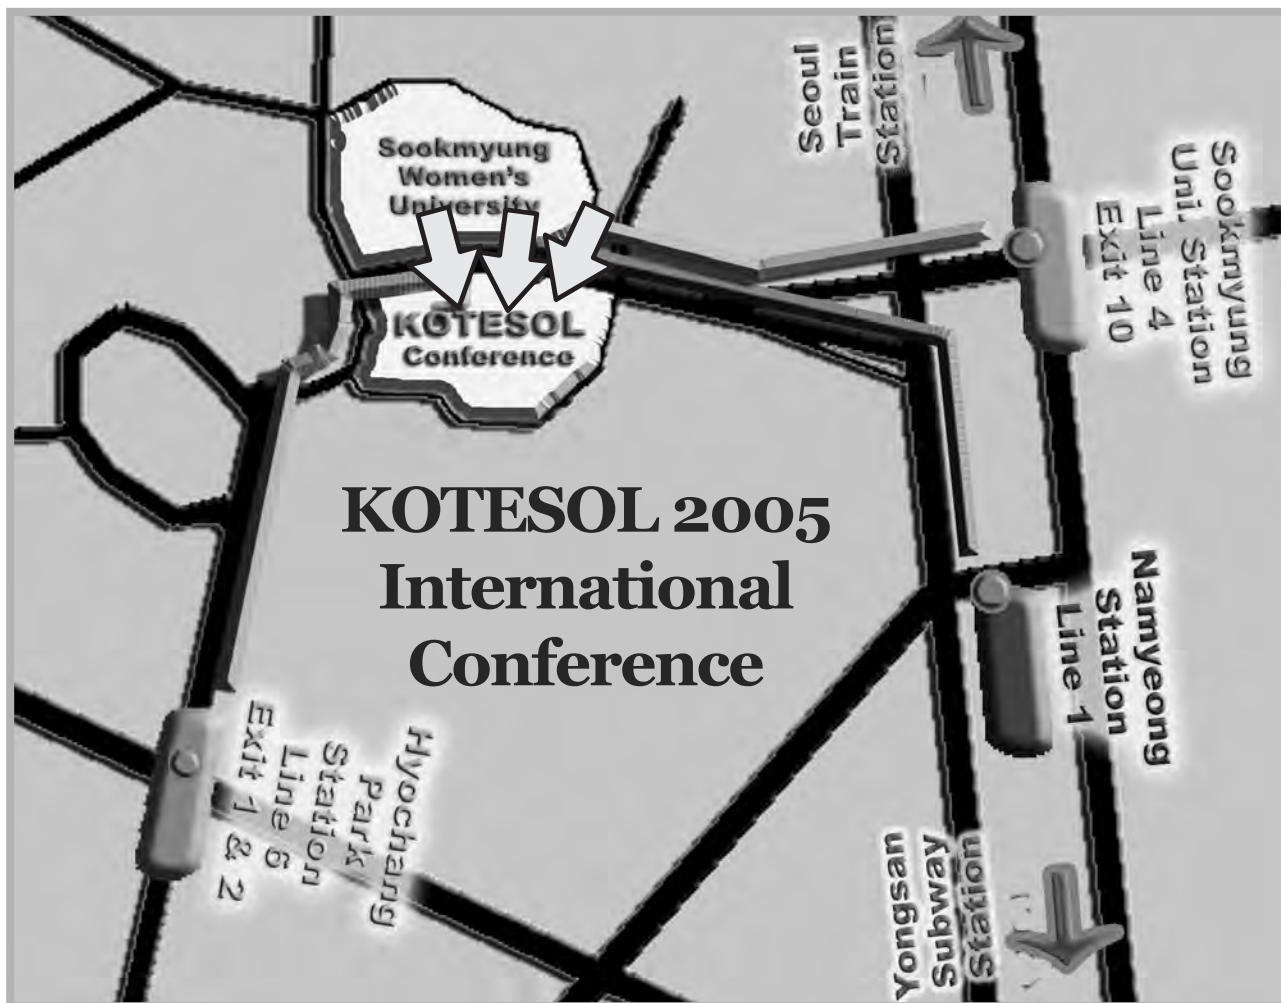 Seoul
Train
Station
Sookmyung
Women's
University
Sookmyung
Uni. Station
Line 4
Exit 10
KOTESOL
Conference
KOTESOL 2005
International
Conference
Namyeong
Station
Line 1
Hyochang
Park
Station
Line 6
Exit 1 & 2
Yongsan
Subway
Station